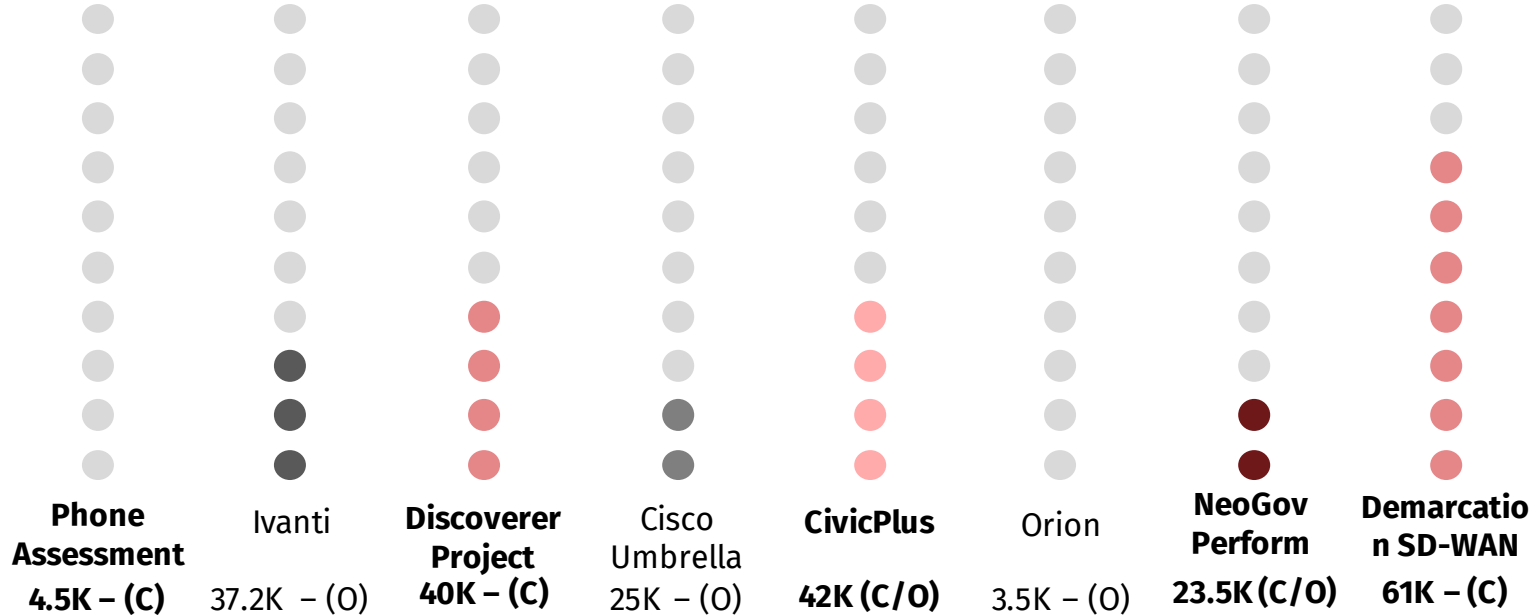 Phone
Assessment
4.5K – (C)
Ivanti
37.2K – (O)
Discoverer
Project
40K – (C)
Cisco
Umbrella
25K – (O)
CivicPlus
42K (C/O)
Orion
3.5K – (O)
NeoGov
Perform
23.5K (C/O)
Demarcatio
n SD-WAN
61K – (C)